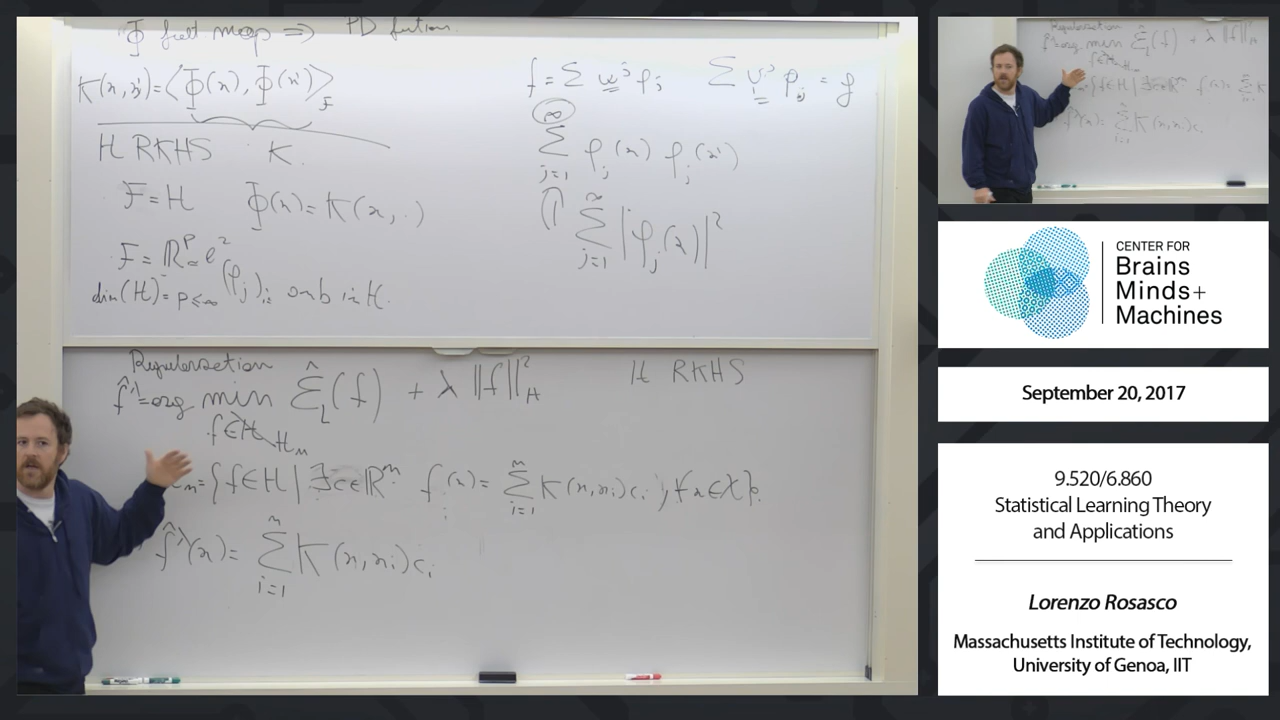 Φ feat map ⇒ PD function.
K(x,x')=⟨Φ(x), Φ(x')⟩_F
H RKHS K
F=H Φ(x)=K(x,·)
F=ℝ^p ≃ ℓ²
dim(H)=p≤∞ (φ_j)_j onb in H.
f=Σ w^j φ_j Σ v^j φ_j = g
Σ_{j=1}^{∞} φ_j(x) φ_j(x')
Σ_{j=1}^{∞} |φ_j(x)|²
Regularization
f̂^λ=arg min Ê_L(f) + λ ‖f‖²_H H RKHS
f∈H H_n
_n={f∈H | ∃c∈ℝ^n f(x)= Σ_{i=1}^{n} K(x,x_i)c_i, ∀x∈X}.
f̂^λ(x)= Σ_{i=1}^{n} K(x,x_i)c_i
CENTER FOR
Brains
Minds+
Machines
September 20, 2017
9.520/6.860
Statistical Learning Theory
and Applications
Lorenzo Rosasco
Massachusetts Institute of Technology,
University of Genoa, IIT